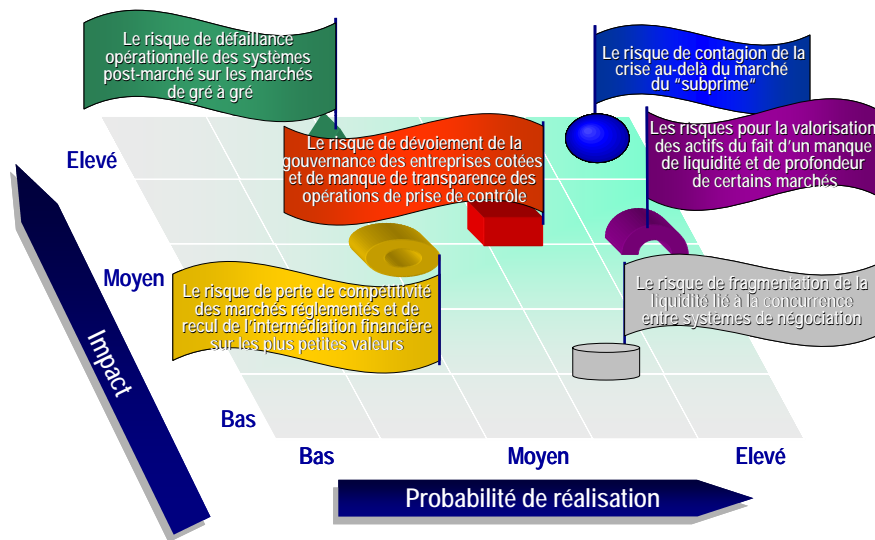 Le risque de défaillance
opérationnelle des systèmes
post-marché sur les marchés
de gré à gré
Le risque de contagion de la
crise au-delà du marché
du "subprime"
Le risque de dévoiement de la
gouvernance des entreprises cotées
et de manque de transparence des
opérations de prise de contrôle
Les risques pour la valorisation
des actifs du fait d'un manque
de liquidité et de profondeur
de certains marchés
Elevé
Moyen
Bas
Impact
Le risque de perte de compétitivité
des marchés réglementés et de
recul de l'intermédiation financière
sur les plus petites valeurs
Le risque de fragmentation de la
liquidité lié à la concurrence
entre systèmes de négociation
Bas
Moyen
Elevé
Probabilité de réalisation